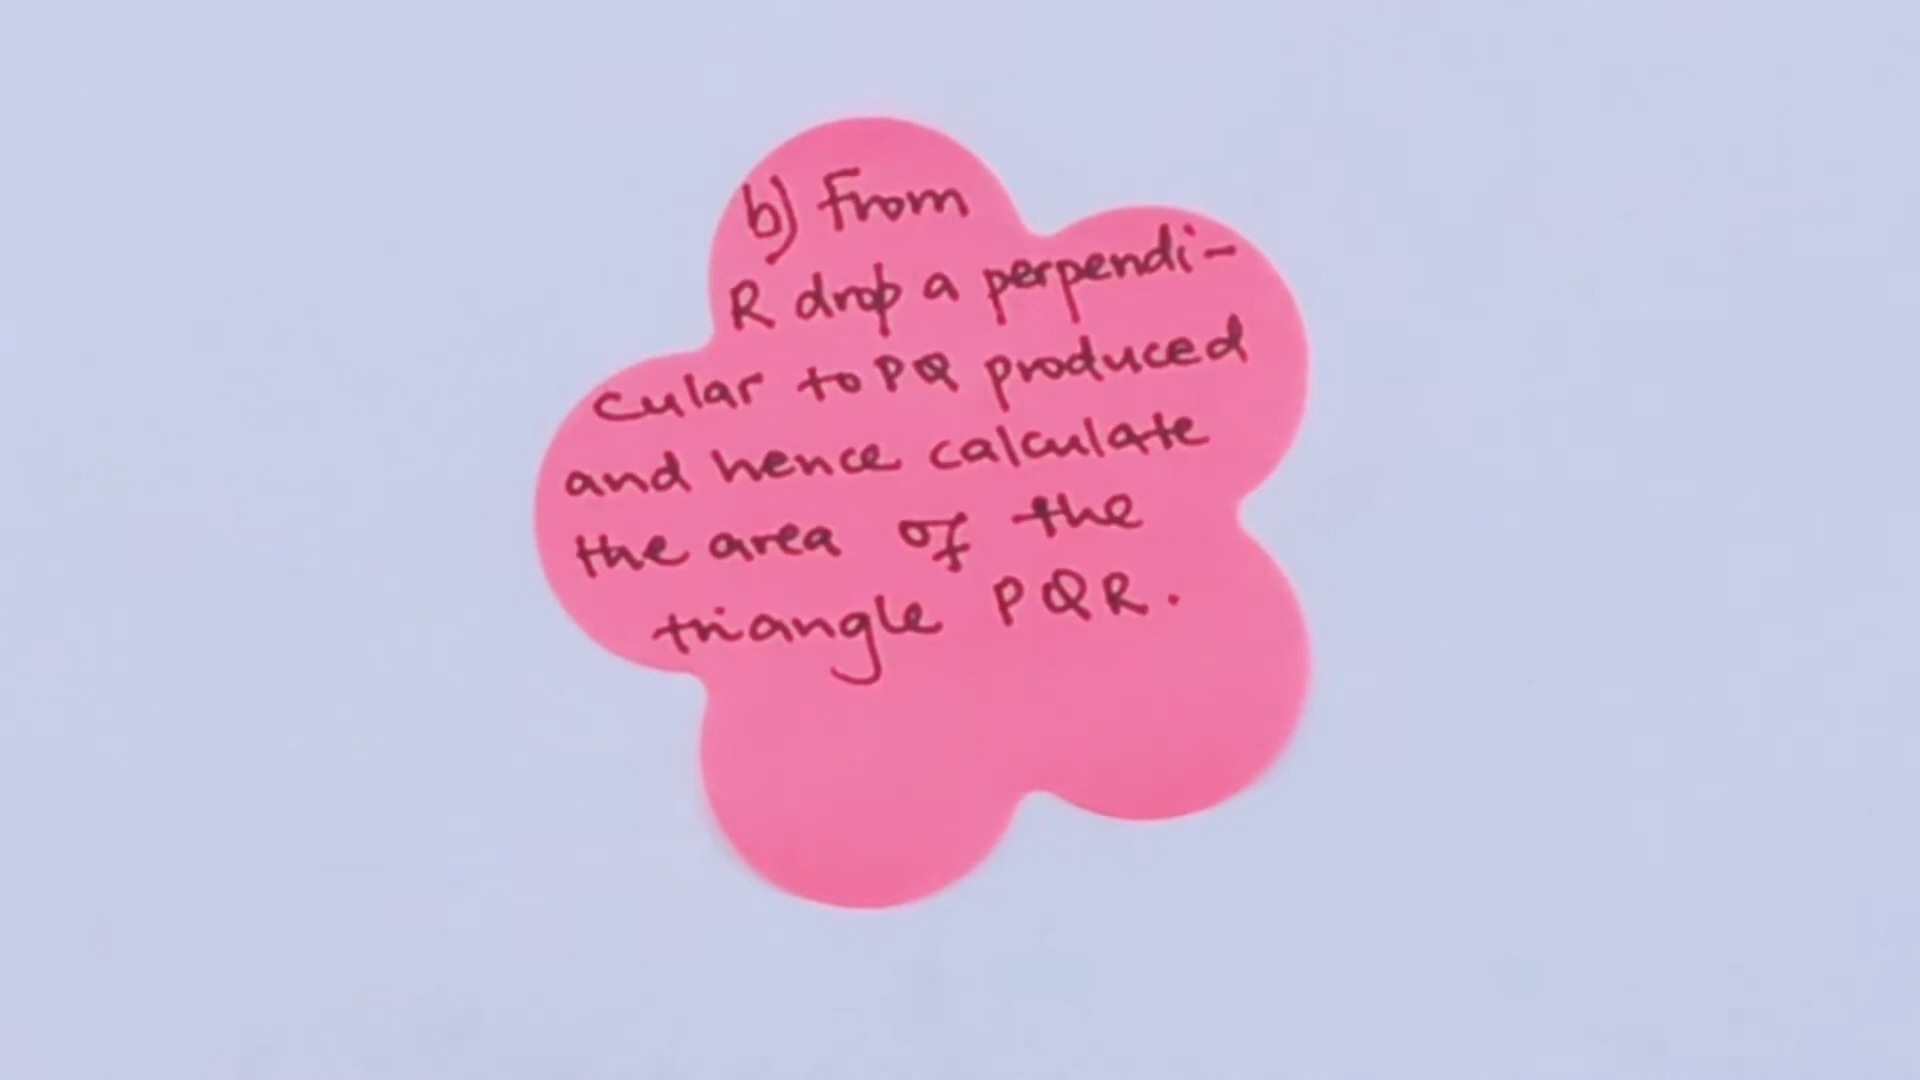 b) From
R drop a perpendi-
cular to PQ produced
and hence calculate
the area of the
triangle PQR.